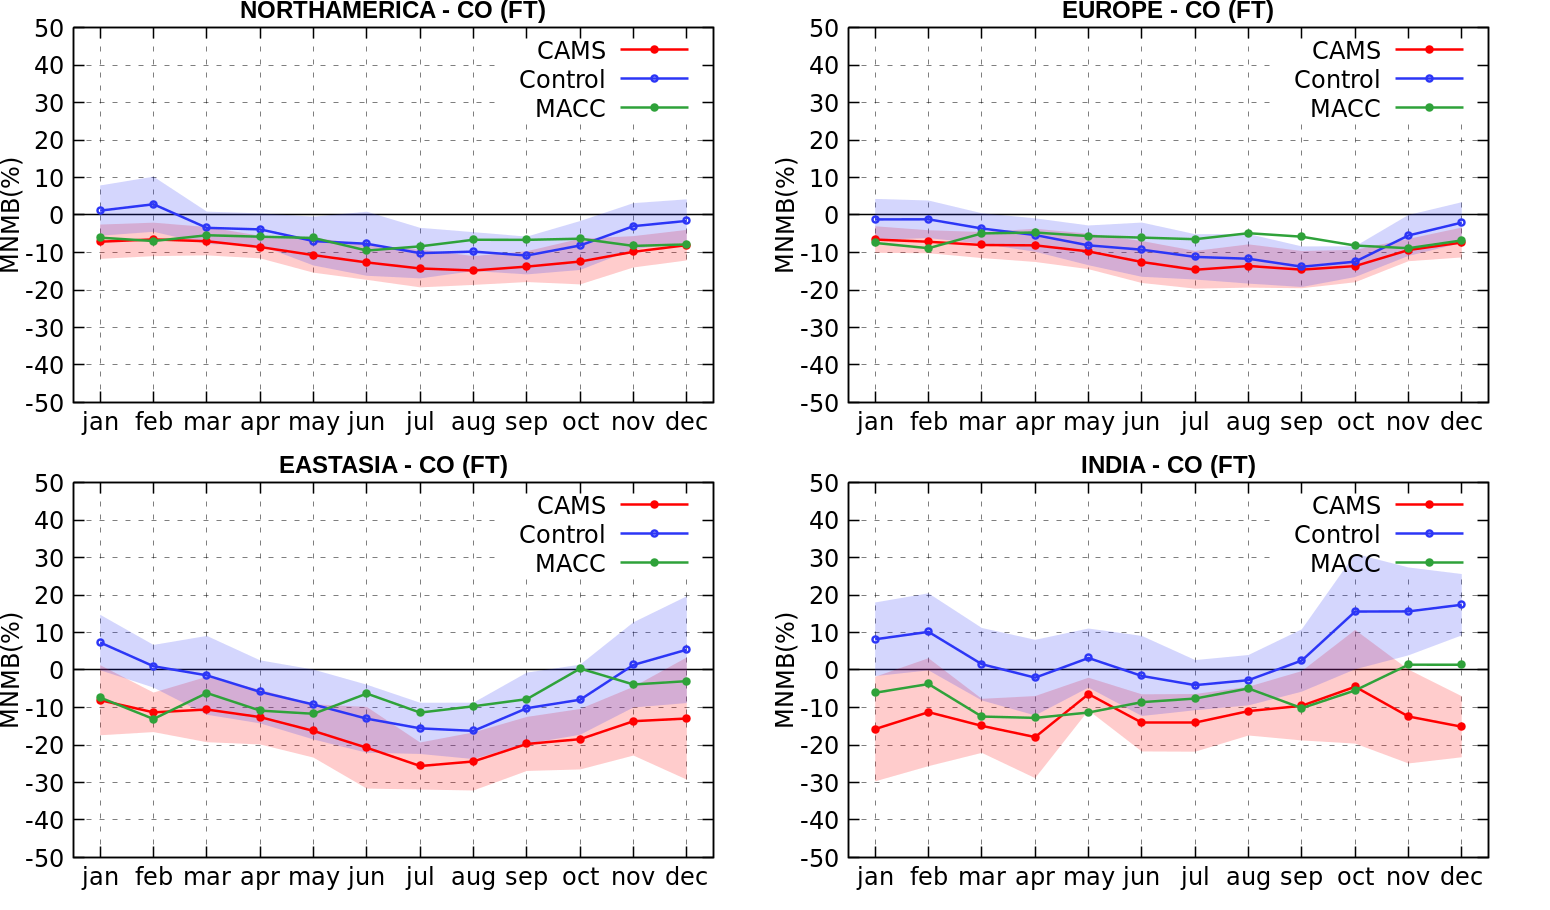 NORTHAMERICA - CO (FT)
MNMB(%)
50
40
30
20
10
0
-10
-20
-30
-40
-50
CAMS
Control
MACC
jan feb mar apr may jun jul aug sep oct nov dec
EUROPE - CO (FT)
MNMB(%)
50
40
30
20
10
0
-10
-20
-30
-40
-50
CAMS
Control
MACC
jan feb mar apr may jun jul aug sep oct nov dec
EASTASIA - CO (FT)
MNMB(%)
50
40
30
20
10
0
-10
-20
-30
-40
-50
CAMS
Control
MACC
jan feb mar apr may jun jul aug sep oct nov dec
INDIA - CO (FT)
MNMB(%)
50
40
30
20
10
0
-10
-20
-30
-40
-50
CAMS
Control
MACC
jan feb mar apr may jun jul aug sep oct nov dec